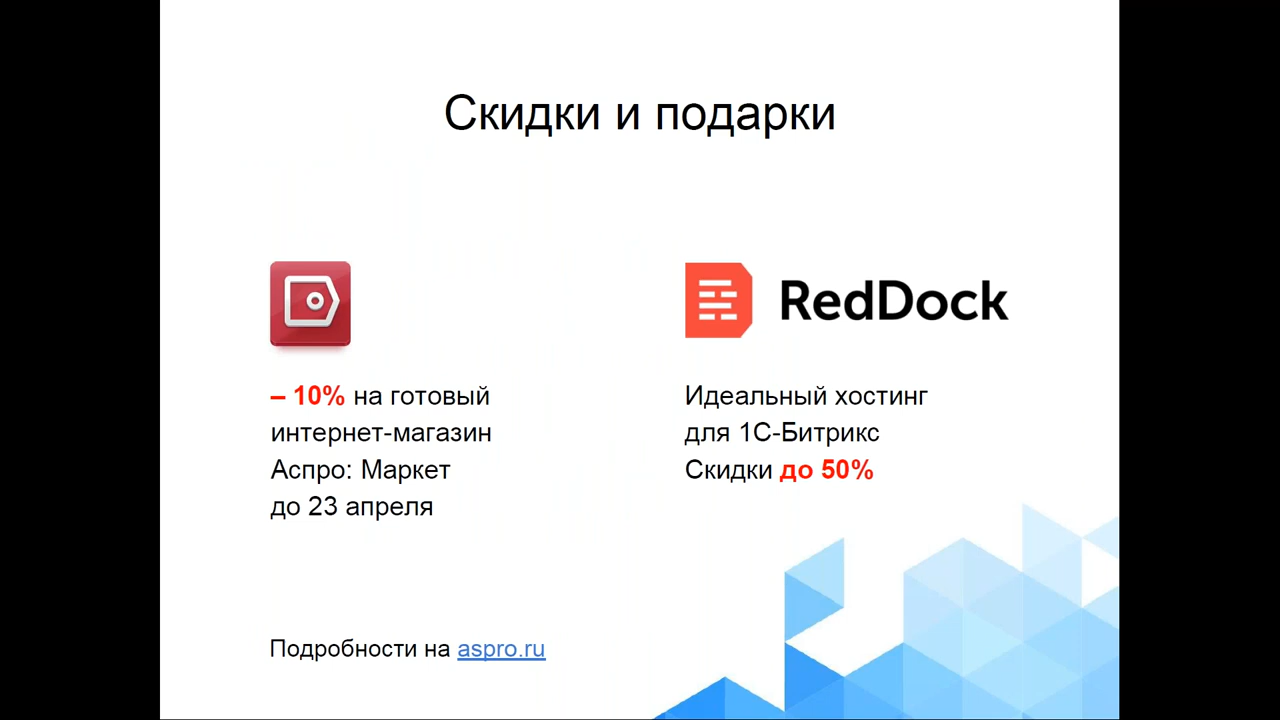 Скидки и подарки
– 10% на готовый
интернет-магазин
Аспро: Маркет
до 23 апреля
RedDock
Идеальный хостинг
для 1С-Битрикс
Скидки до 50%
Подробности на aspro.ru